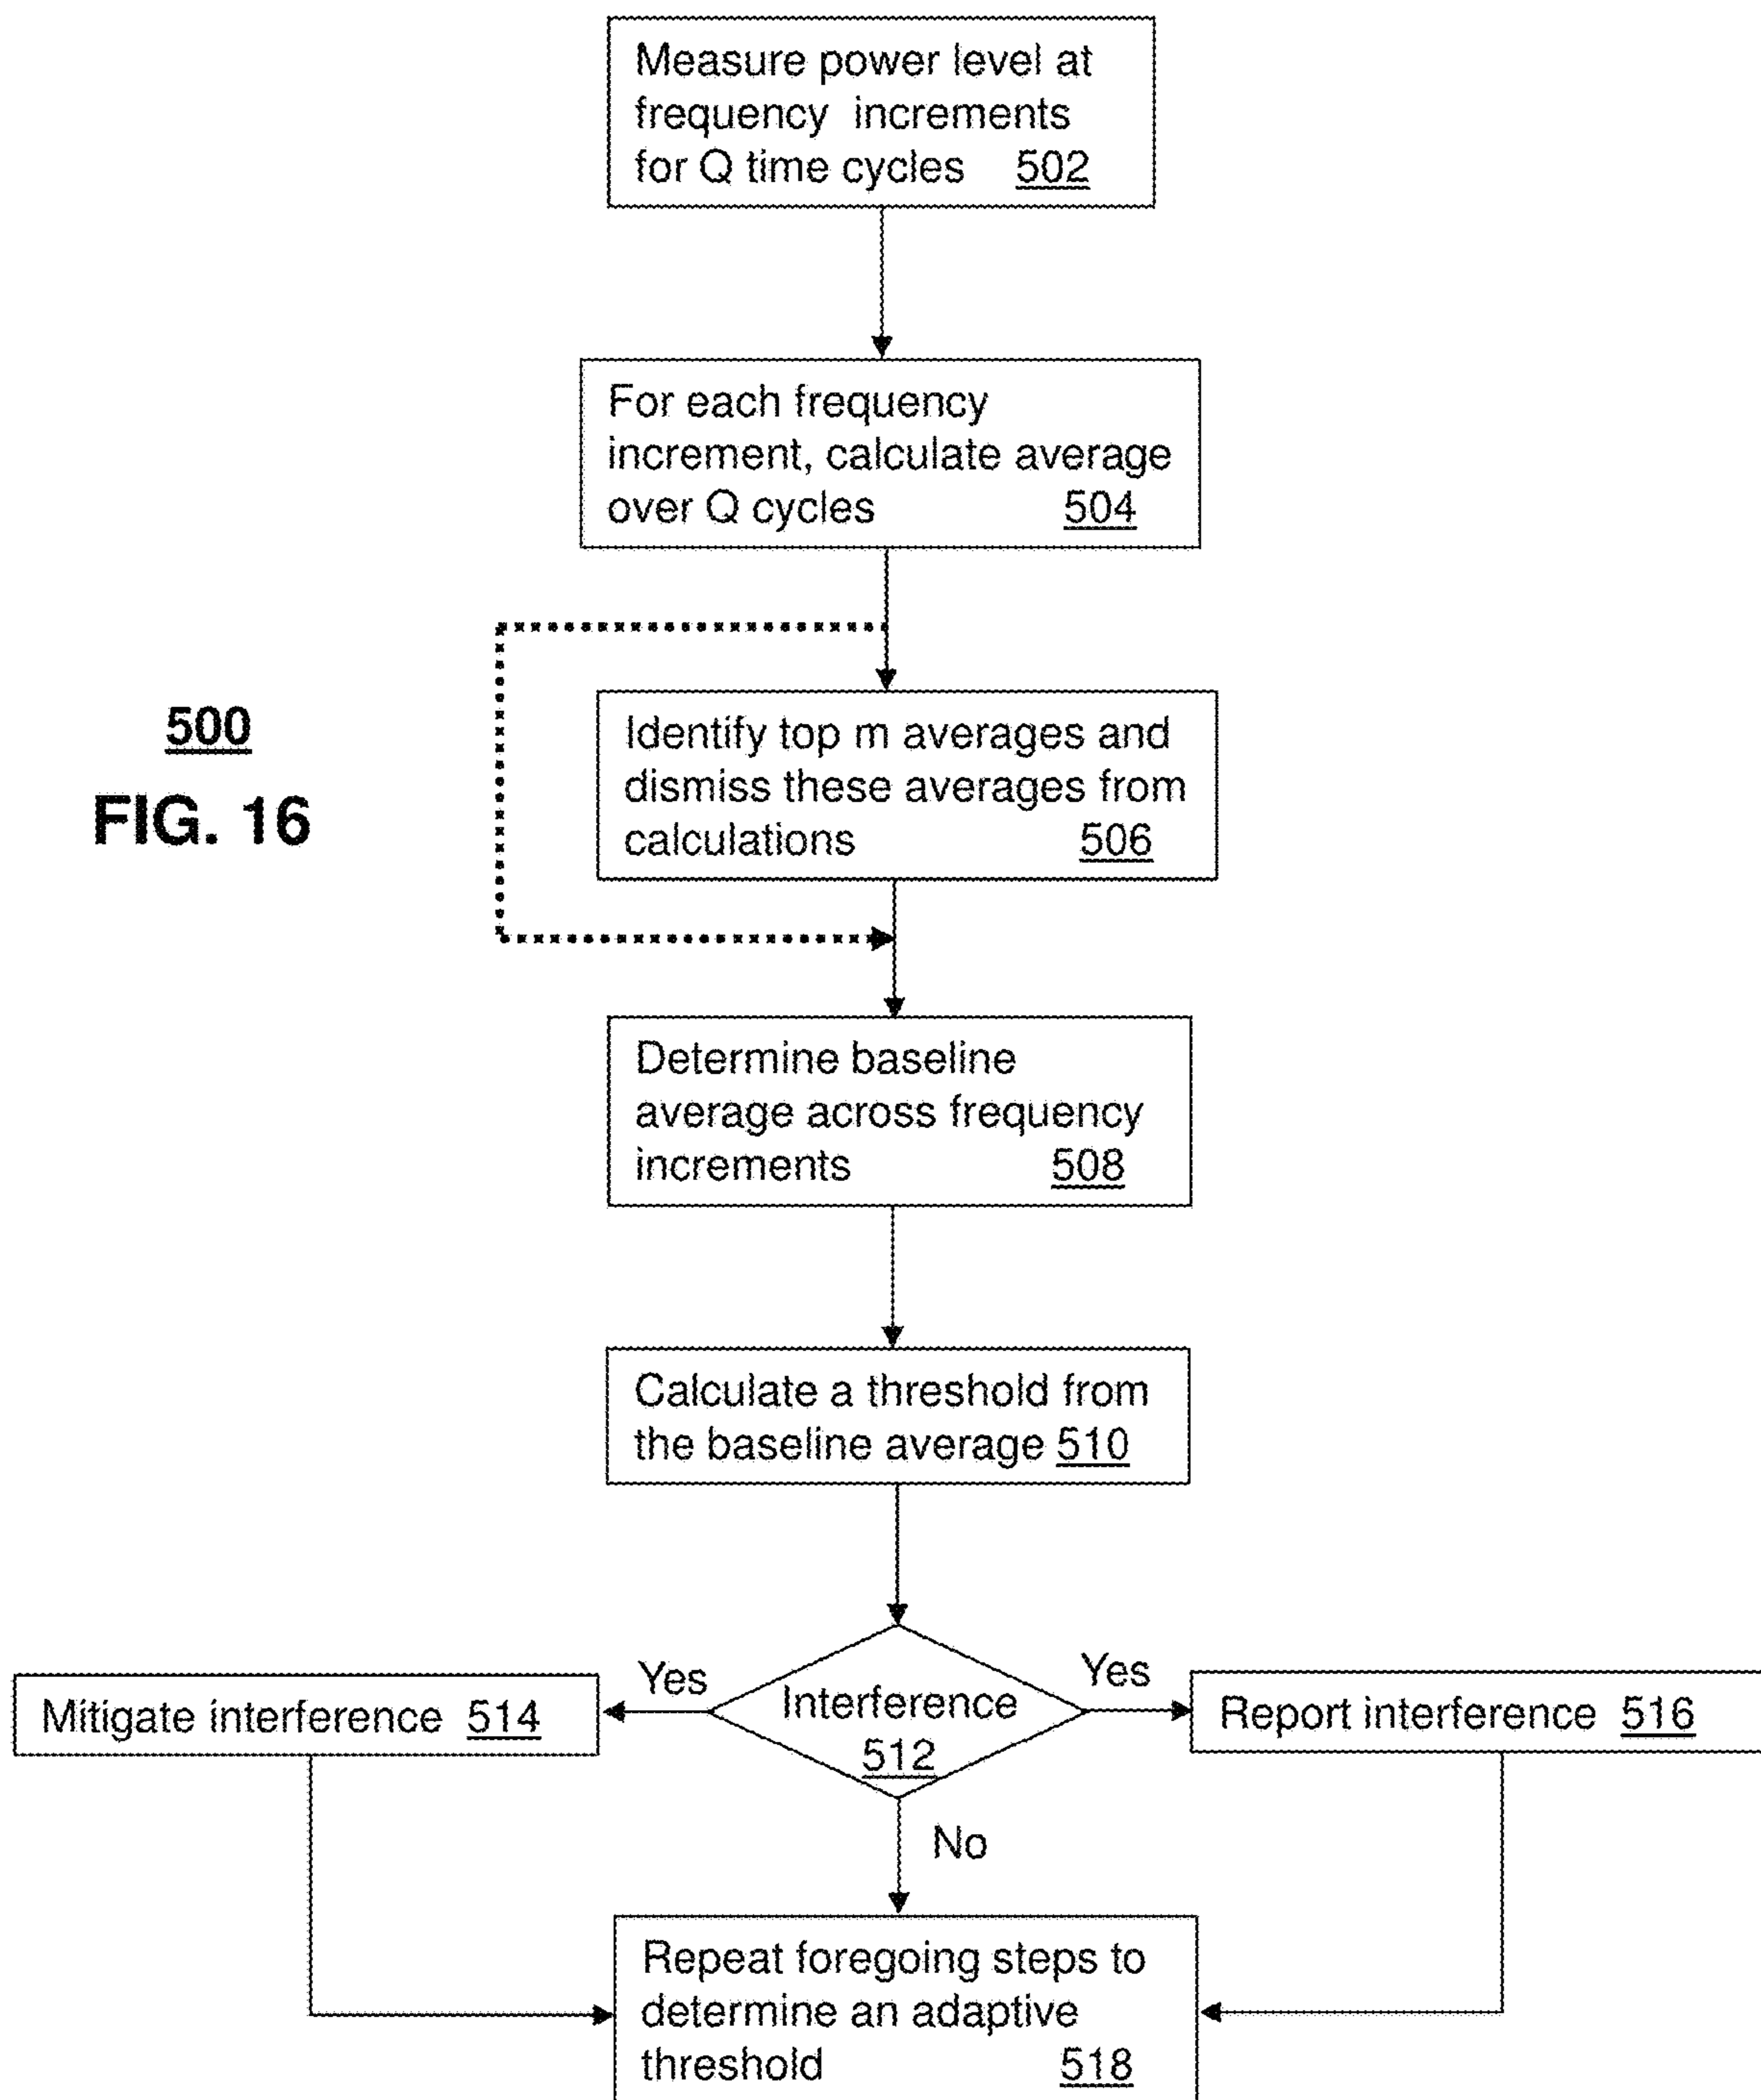 Measure power level at
frequency increments
for Q time cycles 502
For each frequency
increment, calculate average
over Q cycles 504
500
FIG. 16
Identify top m averages and
dismiss these averages from
calculations 506
Determine baseline
average across frequency
increments 508
Calculate a threshold from
the baseline average 510
Yes
Yes
Mitigate interference 514
Interference
512
Report interference 516
No
Repeat foregoing steps to
determine an adaptive
threshold 518